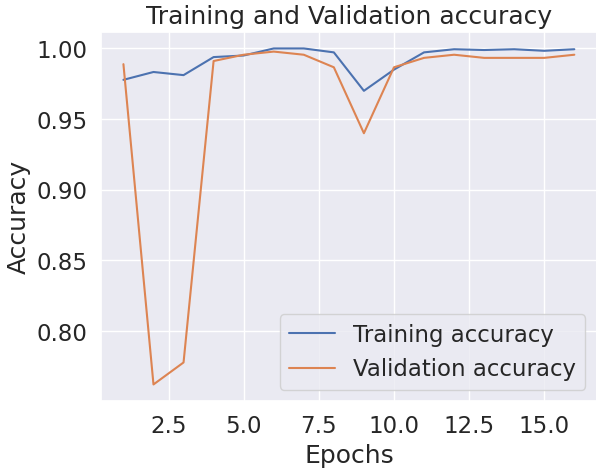 Training and Validation accuracy
1.00
0.95
0.90
0.85
0.80
Accuracy
Training accuracy
Validation accuracy
2.5 5.0 7.5 10.0 12.5 15.0
Epochs